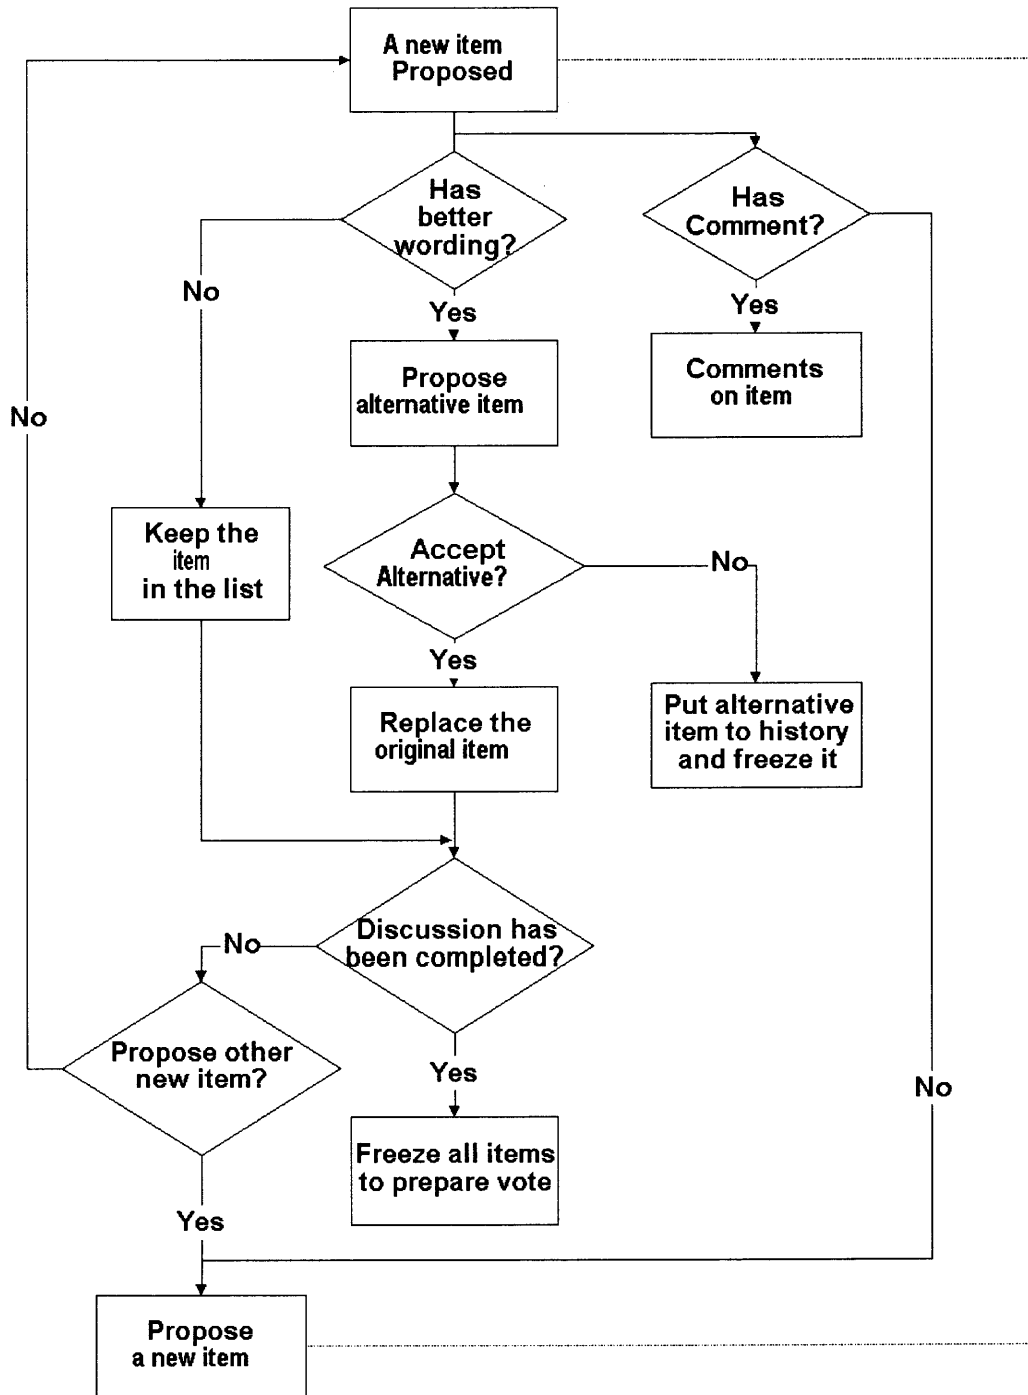 A new item
Proposed
Has
better
wording?
Has
Comment?
No
Yes
Yes
Propose
alternative item
Comments
on item
No
Keep the
item
in the list
Accept
Alternative?
No
Yes
Replace the
original item
Put alternative
item to history
and freeze it
Discussion has
been completed?
No
Propose other
new item?
Yes
No
Freeze all items
to prepare vote
Yes
Propose
a new item